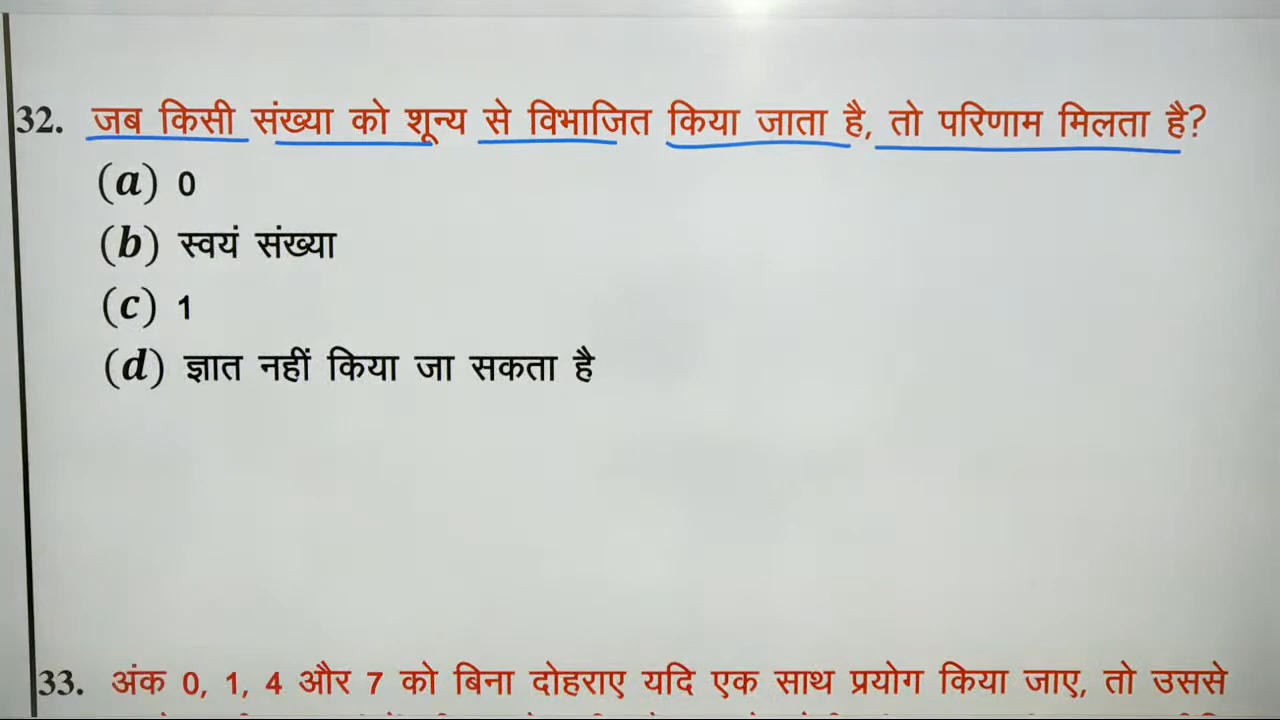 32. जब किसी संख्या को शून्य से विभाजित किया जाता है, तो परिणाम मिलता है?
(a) 0
(b) स्वयं संख्या
(c) 1
(d) ज्ञात नहीं किया जा सकता है
33. अंक 0, 1, 4 और 7 को बिना दोहराए यदि एक साथ प्रयोग किया जाए, तो उससे